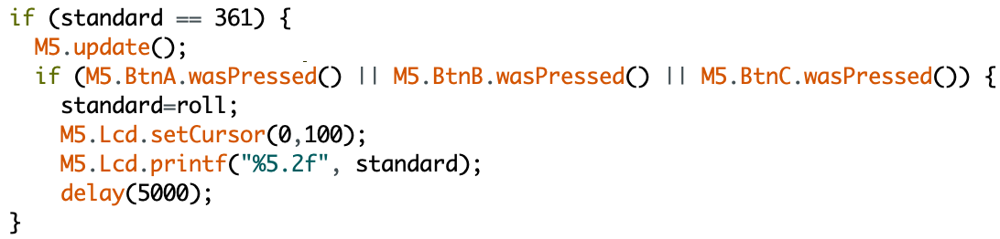 if (standard == 361) {
  M5.update();
  if (M5.BtnA.wasPressed() || M5.BtnB.wasPressed() || M5.BtnC.wasPressed()) {
    standard=roll;
    M5.Lcd.setCursor(0,100);
    M5.Lcd.printf("%5.2f", standard);
    delay(5000);
}